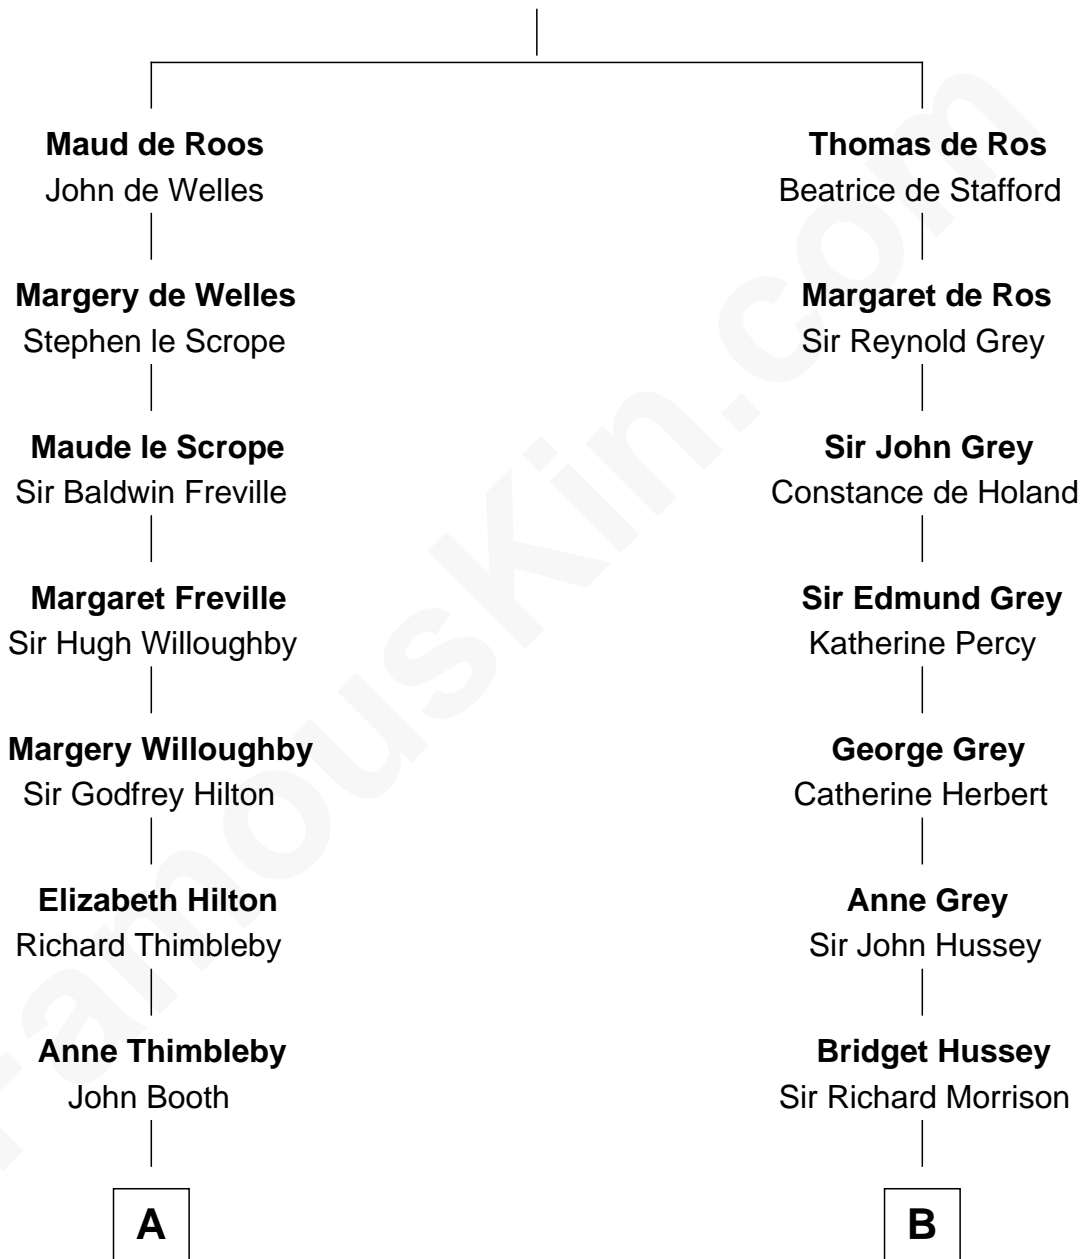 Maud de Roos
John de Welles
Margery de Welles
Stephen le Scrope
Maude le Scrope
Sir Baldwin Freville
Margaret Freville
Sir Hugh Willoughby
Margery Willoughby
Sir Godfrey Hilton
Elizabeth Hilton
Richard Thimbleby
Anne Thimbleby
John Booth
A
Thomas de Ros
Beatrice de Stafford
Margaret de Ros
Sir Reynold Grey
Sir John Grey
Constance de Holand
Sir Edmund Grey
Katherine Percy
George Grey
Catherine Herbert
Anne Grey
Sir John Hussey
Bridget Hussey
Sir Richard Morrison
B
FamousKin.com